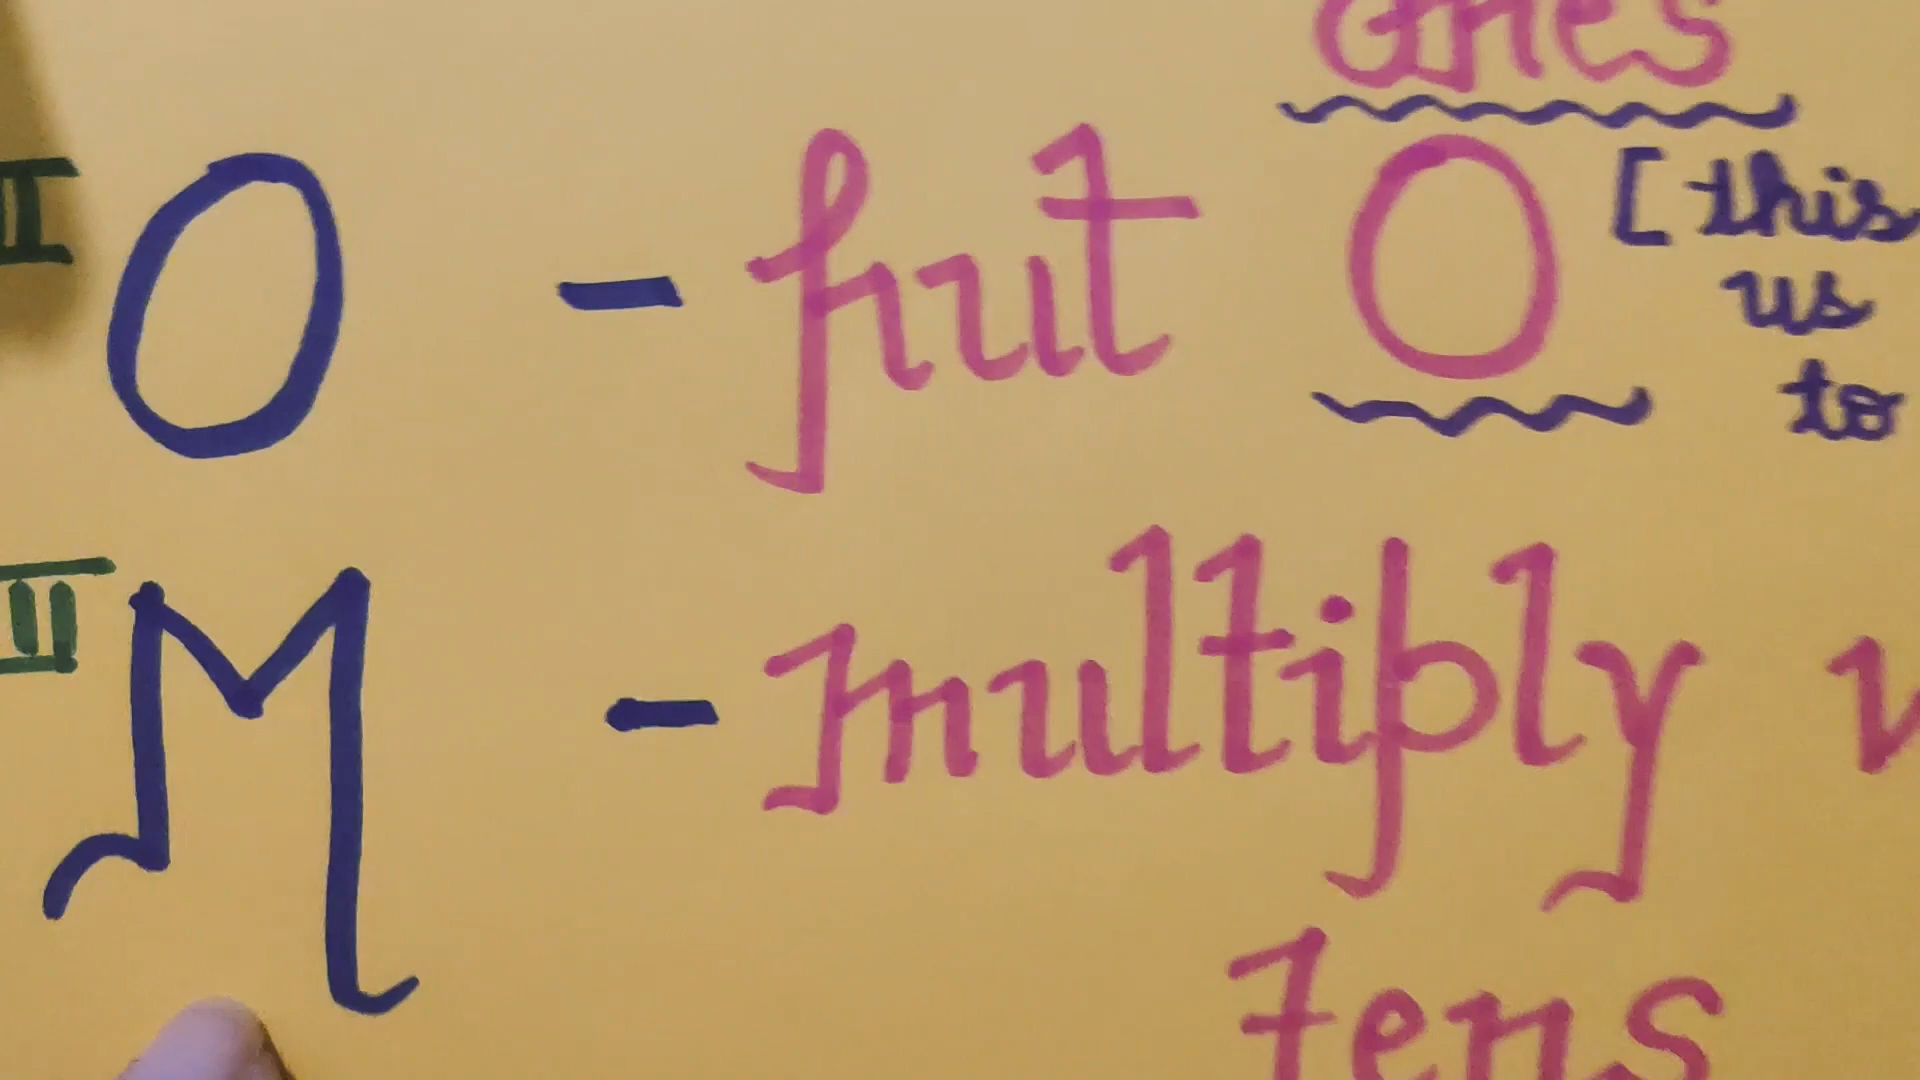 Ones
II O - put O [this
us
to
III M - multiply
Tens